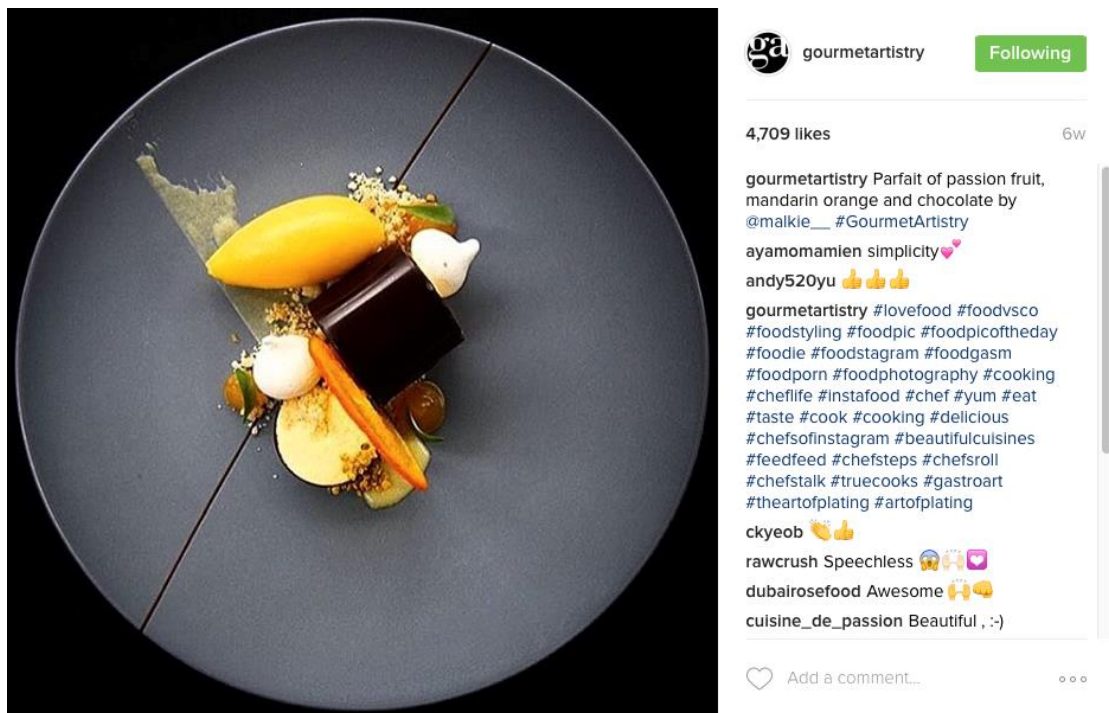 ga
gourmetartistry
Following
4,709 likes
6w
gourmetartistry Parfait of passion fruit,
mandarin orange and chocolate by
@malkie__ #GourmetArtistry
ayamomamien simplicity💕
andy520yu 👍👍👍
gourmetartistry #lovefood #foodvsco
#foodstyling #foodpic #foodpicoftheday
#foodie #foodstagram #foodgasm
#foodporn #foodphotography #cooking
#cheflife #instafood #chef #yum #eat
#taste #cook #cooking #delicious
#chefsofinstagram #beautifulcuisines
#feedfeed #chefsteps #chefsroll
#chefstalk #truecooks #gastroart
#theartofplating #artofplating
ckyeob 👏👍
rawcrush Speechless 😱🙌🏻💟
dubairosefood Awesome 🙌👊
cuisine_de_passion Beautiful , :-)
Add a comment...